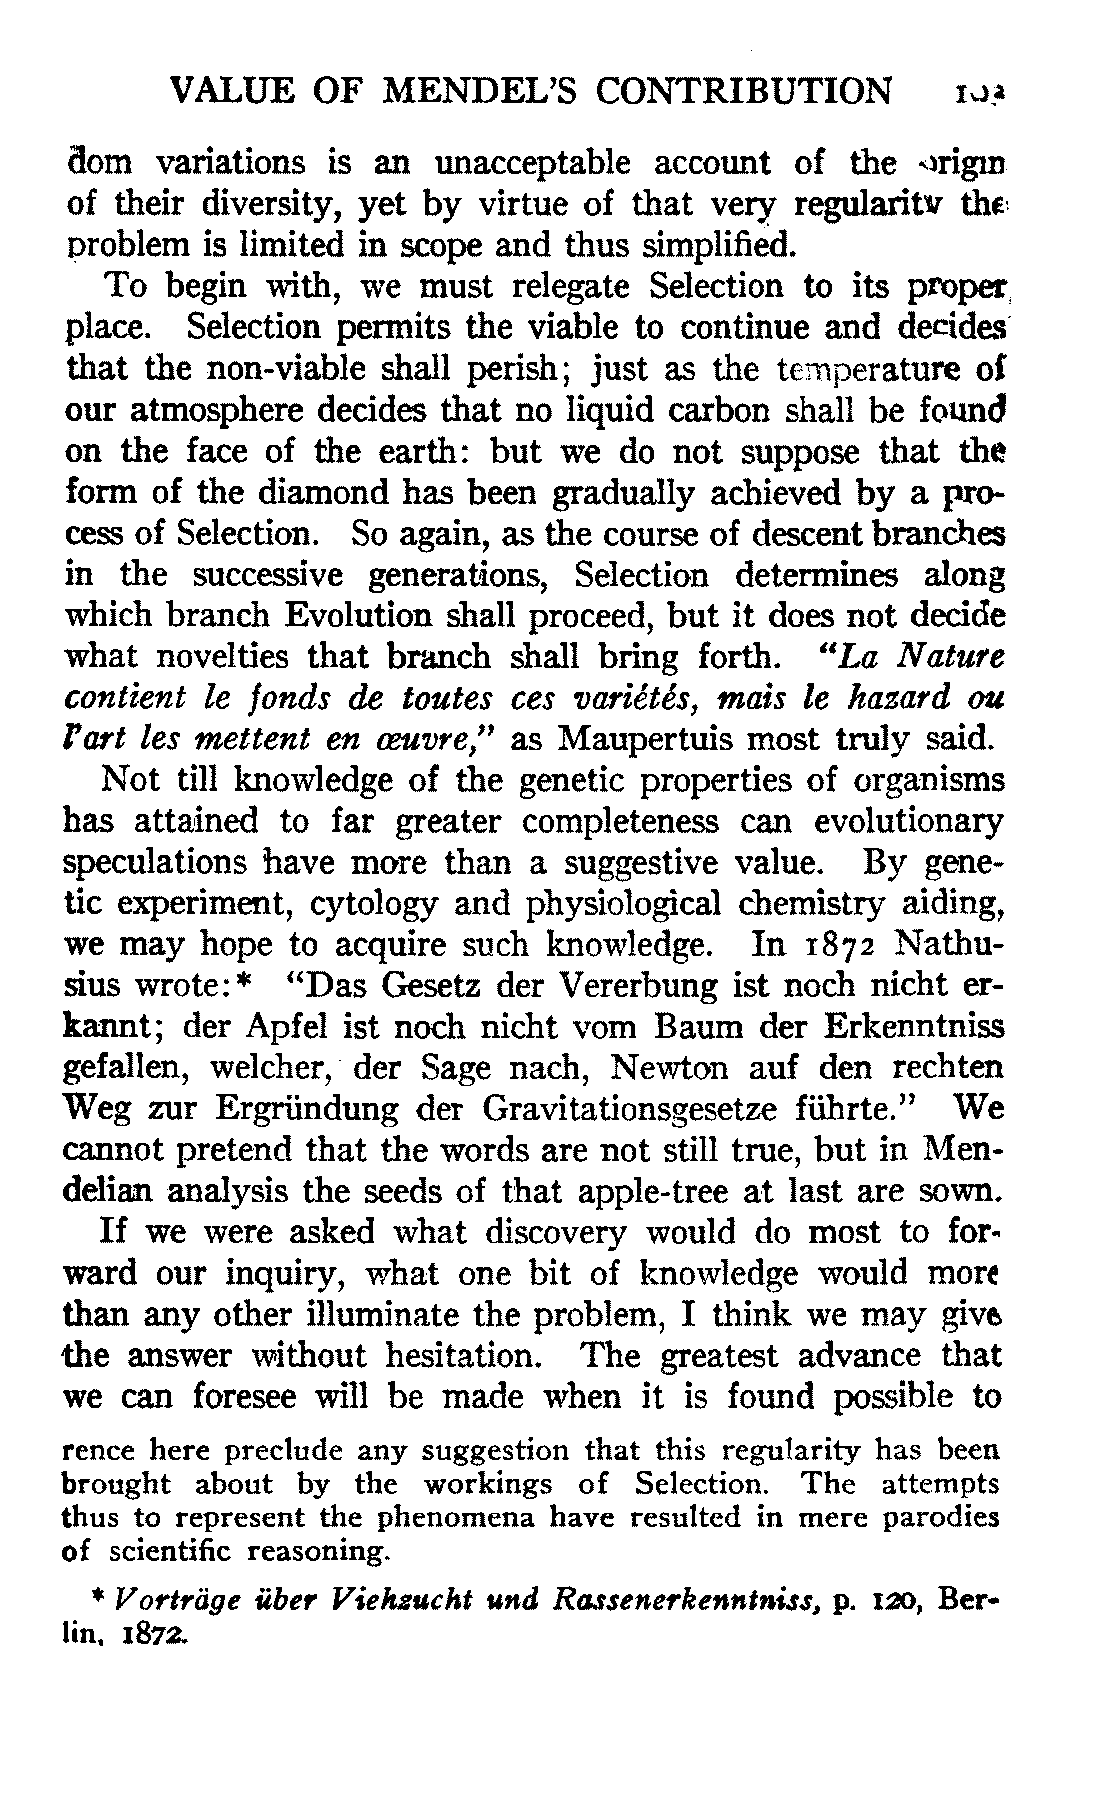 VALUE OF MENDEL'S CONTRIBUTION
dom variations is an unacceptable account of the origin
of their diversity, yet by virtue of that very regularity the
problem is limited in scope and thus simplified.
To begin with, we must relegate Selection to its proper
place. Selection permits the viable to continue and decides
that the non-viable shall perish; just as the temperature of
our atmosphere decides that no liquid carbon shall be found
on the face of the earth: but we do not suppose that the
form of the diamond has been gradually achieved by a pro-
cess of Selection. So again, as the course of descent branches
in the successive generations, Selection determines along
which branch Evolution shall proceed, but it does not decide
what novelties that branch shall bring forth. "La Nature
contient le fonds de toutes ces variétés, mais le hazard ou
l'art les mettent en œuvre," as Maupertuis most truly said.
Not till knowledge of the genetic properties of organisms
has attained to far greater completeness can evolutionary
speculations have more than a suggestive value. By gene-
tic experiment, cytology and physiological chemistry aiding,
we may hope to acquire such knowledge. In 1872 Nathu-
sius wrote:* "Das Gesetz der Vererbung ist noch nicht er-
kannt; der Apfel ist noch nicht vom Baum der Erkenntniss
gefallen, welcher, der Sage nach, Newton auf den rechten
Weg zur Ergründung der Gravitationsgesetze führte." We
cannot pretend that the words are not still true, but in Men-
delian analysis the seeds of that apple-tree at last are sown.
If we were asked what discovery would do most to for-
ward our inquiry, what one bit of knowledge would more
than any other illuminate the problem, I think we may give
the answer without hesitation. The greatest advance that
we can foresee will be made when it is found possible to
rence here preclude any suggestion that this regularity has been
brought about by the workings of Selection. The attempts
thus to represent the phenomena have resulted in mere parodies
of scientific reasoning.
* Vorträge über Viehzucht und Rassenerkenntniss, p. 120, Ber-
lin, 1872.